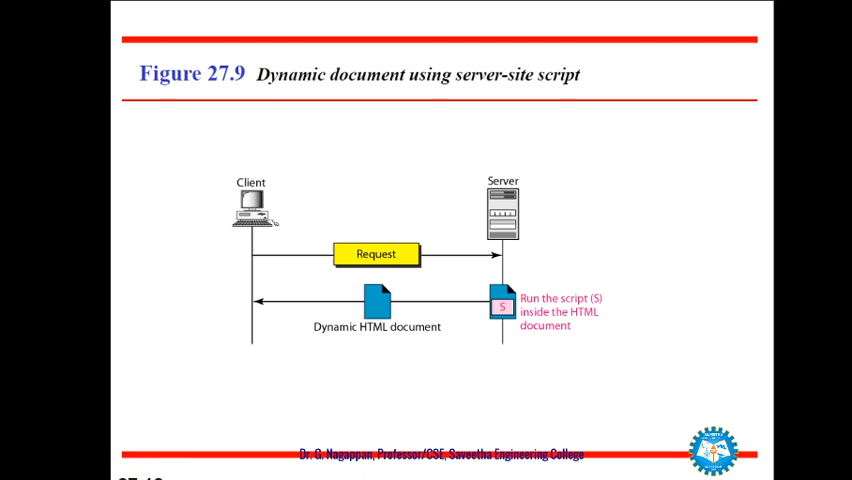 Figure 27.9 Dynamic document using server-site script
Client
Server
Request
S
Run the script (S)
inside the HTML
document
Dynamic HTML document
Dr. G. Nagappan, Professor/CSE, Saveetha Engineering College